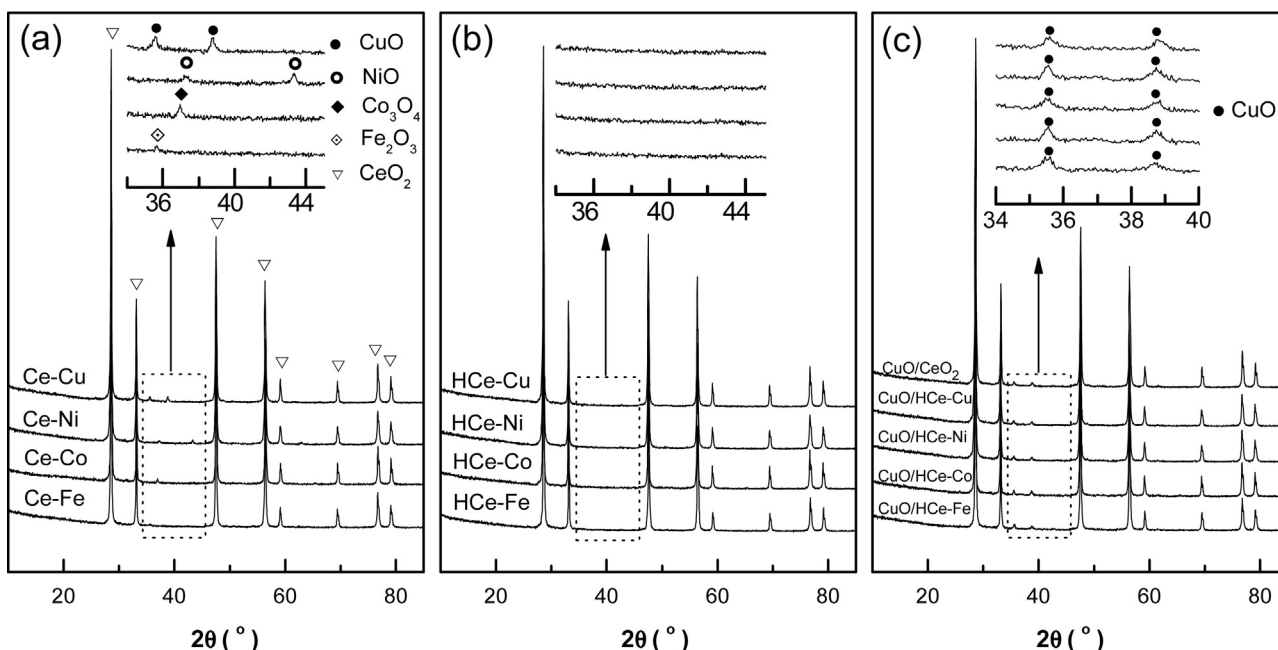 (a)
● CuO
○ NiO
◆ Co₃O₄
Fe₂O₃
▽ CeO₂
36 40 44
Ce-Cu
Ce-Ni
Ce-Co
Ce-Fe
20 40 60 80
2θ ( ° )
(b)
36 40 44
HCe-Cu
HCe-Ni
HCe-Co
HCe-Fe
20 40 60 80
2θ ( ° )
(c)
● CuO
34 36 38 40
CuO/CeO₂
CuO/HCe-Cu
CuO/HCe-Ni
CuO/HCe-Co
CuO/HCe-Fe
20 40 60 80
2θ ( ° )